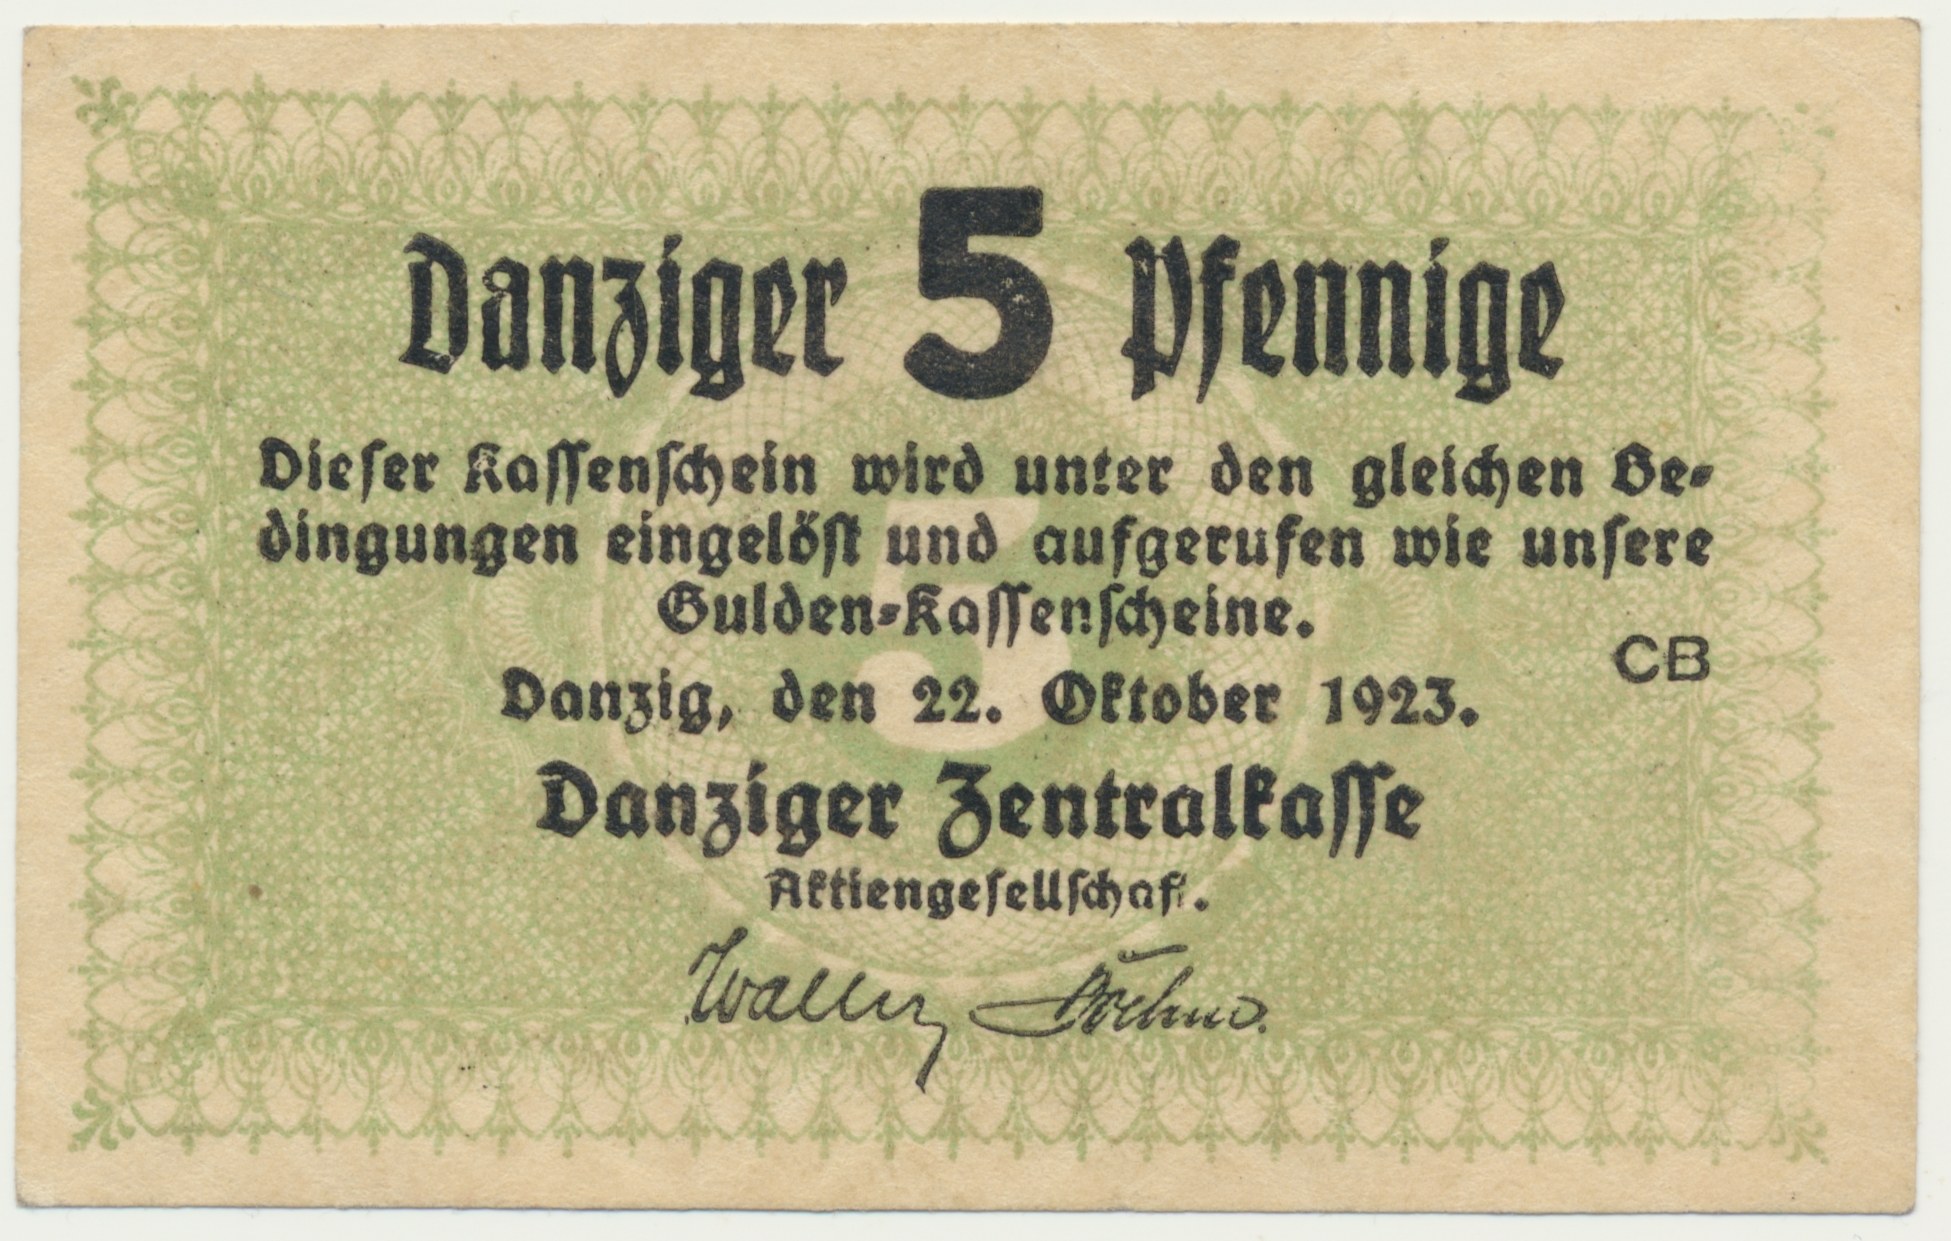 Danziger 5 Pfennige
Dieser Kassenschein wird unter den gleichen Be-
dingungen eingelöst und aufgerufen wie unsere
Gulden-Kassenscheine.
CB
Danzig, den 22. Oktober 1923.
Danziger Zentralkasse
Aktiengesellschaft.
5